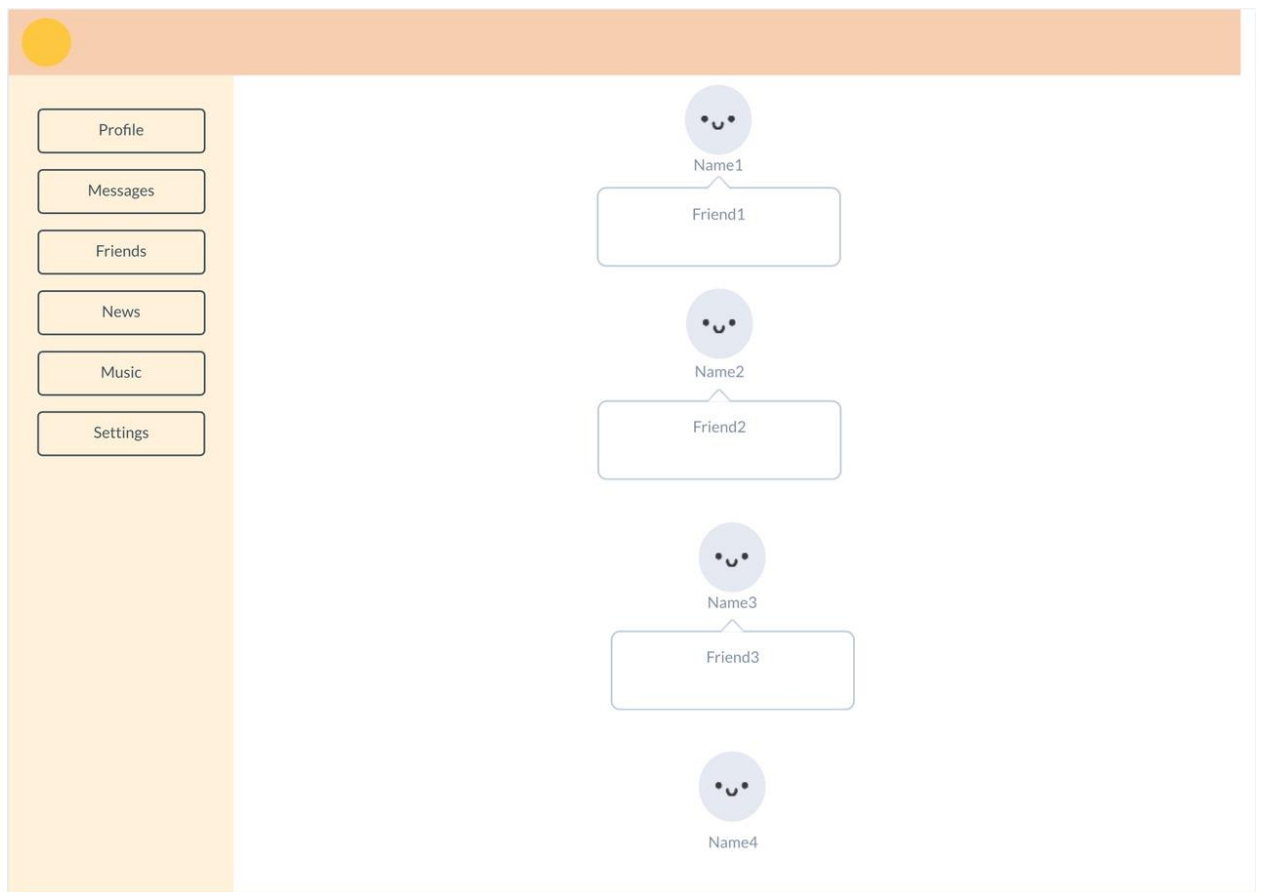 Profile
Messages
Friends
News
Music
Settings
Name1
Friend1
Name2
Friend2
Name3
Friend3
Name4